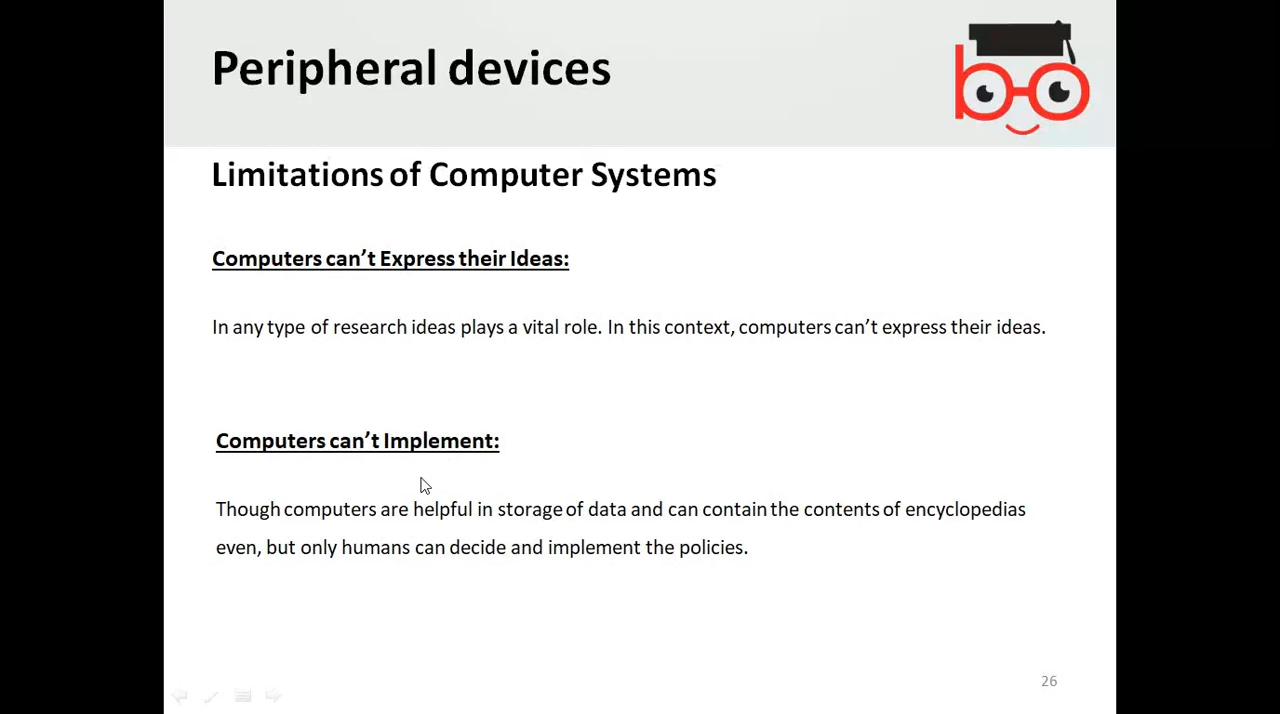 Peripheral devices
Limitations of Computer Systems
Computers can’t Express their Ideas:
In any type of research ideas plays a vital role. In this context, computers can’t express their ideas.
Computers can’t Implement:
Though computers are helpful in storage of data and can contain the contents of encyclopedias
even, but only humans can decide and implement the policies.
26